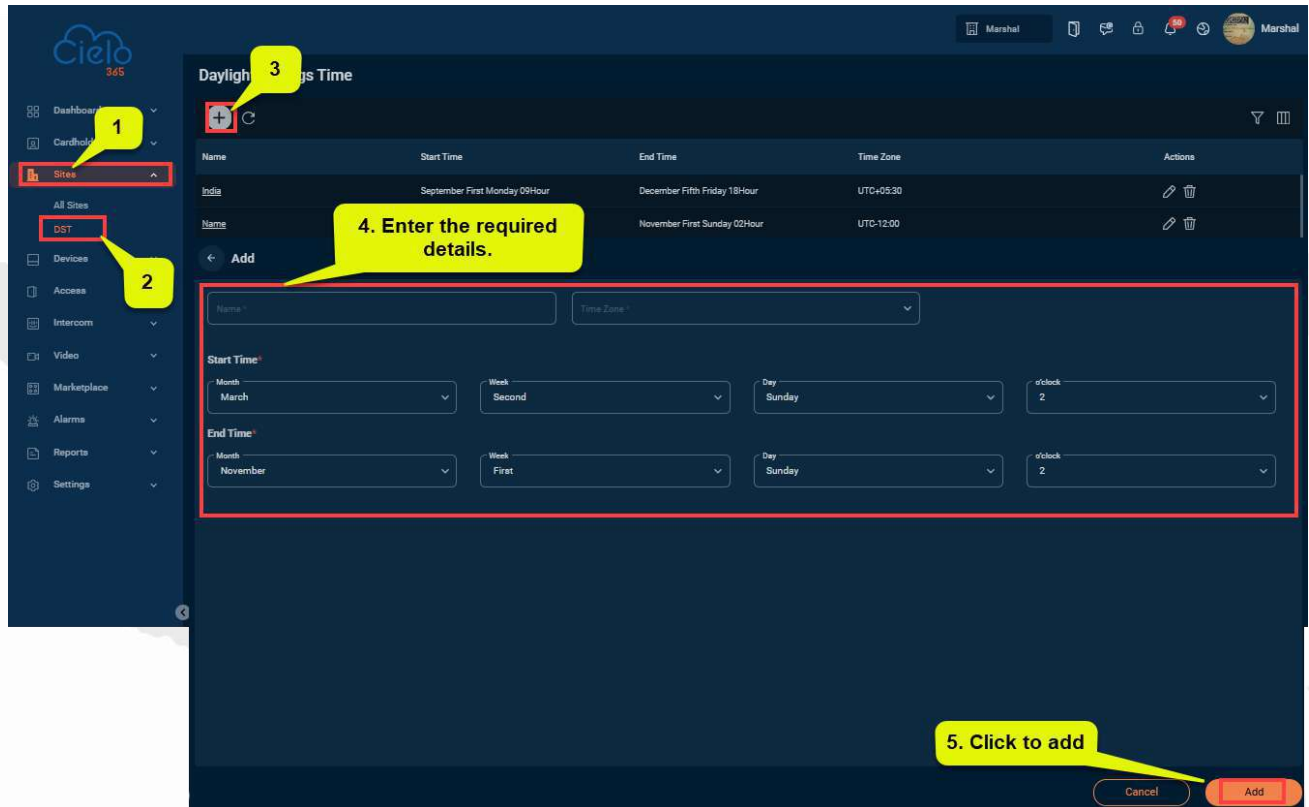 Cielo
365
Marshal
50
Marshal
Dayligh 3 gs Time
Dashboar
1
Cardhold
Sites
All Sites
DST
2
Devices
Access
Intercom
Video
Marketplace
Alarms
Reports
Settings
Name Start Time End Time Time Zone Actions
India September First Monday 09Hour December Fifth Friday 18Hour UTC+05:30
Name November First Sunday 02Hour UTC-12:00
4. Enter the required
details.
Add
Name * Time Zone *
Start Time*
Month Week Day o'clock
March Second Sunday 2
End Time*
Month Week Day o'clock
November First Sunday 2
5. Click to add
Cancel Add